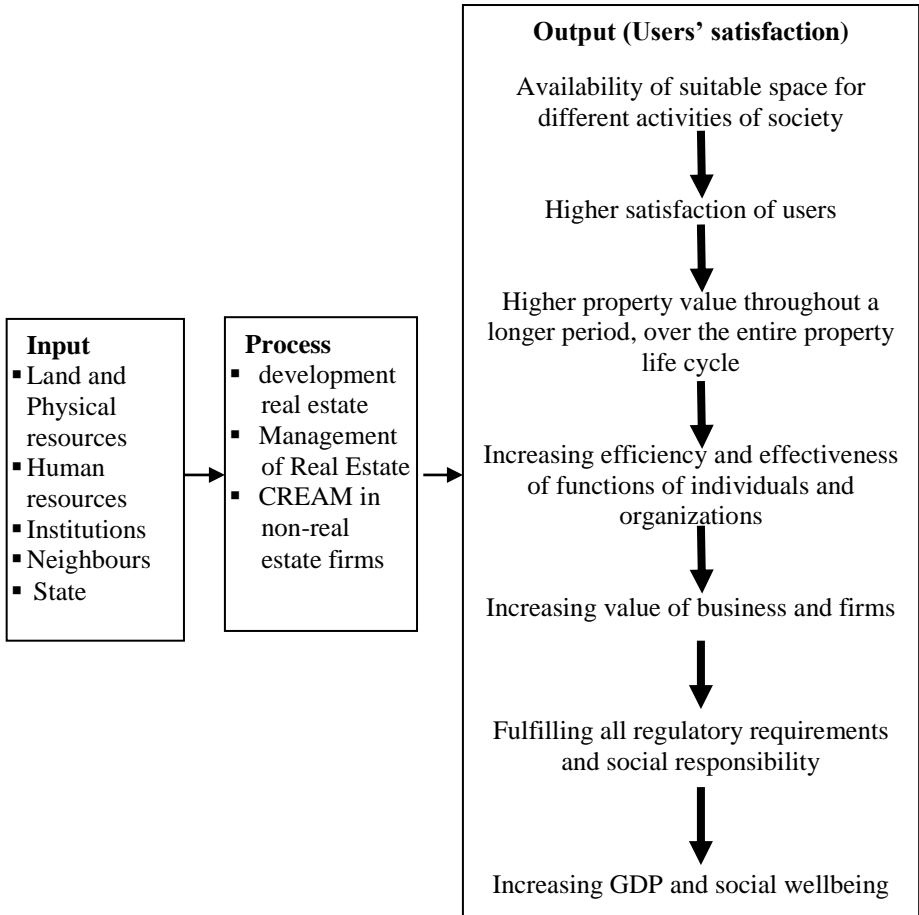 Input
▪ Land and
Physical
resources
▪ Human
resources
▪ Institutions
▪ Neighbours
▪ State
Process
▪ development
real estate
▪ Management
of Real Estate
▪ CREAM in
non-real
estate firms
Output (Users’ satisfaction)
Availability of suitable space for
different activities of society
Higher satisfaction of users
Higher property value throughout a
longer period, over the entire property
life cycle
Increasing efficiency and effectiveness
of functions of individuals and
organizations
Increasing value of business and firms
Fulfilling all regulatory requirements
and social responsibility
Increasing GDP and social wellbeing